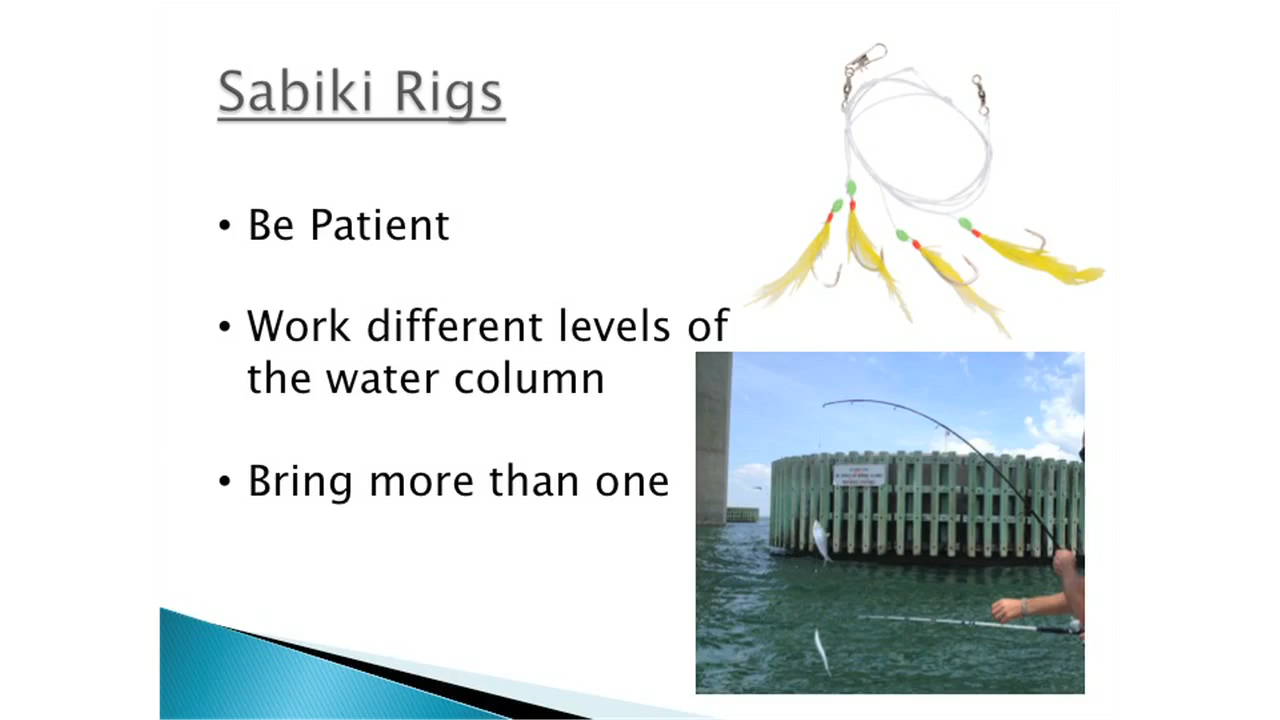 Sabiki Rigs
• Be Patient
• Work different levels of
the water column
• Bring more than one